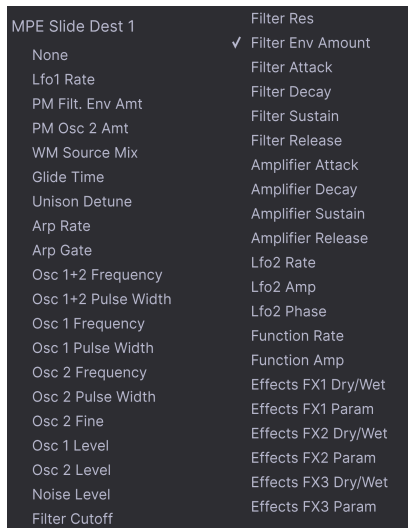 MPE Slide Dest 1
None
Lfo1 Rate
PM Filt. Env Amt
PM Osc 2 Amt
WM Source Mix
Glide Time
Unison Detune
Arp Rate
Arp Gate
Osc 1+2 Frequency
Osc 1+2 Pulse Width
Osc 1 Frequency
Osc 1 Pulse Width
Osc 2 Frequency
Osc 2 Pulse Width
Osc 2 Fine
Osc 1 Level
Osc 2 Level
Noise Level
Filter Cutoff
Filter Res
✓ Filter Env Amount
Filter Attack
Filter Decay
Filter Sustain
Filter Release
Amplifier Attack
Amplifier Decay
Amplifier Sustain
Amplifier Release
Lfo2 Rate
Lfo2 Amp
Lfo2 Phase
Function Rate
Function Amp
Effects FX1 Dry/Wet
Effects FX1 Param
Effects FX2 Dry/Wet
Effects FX2 Param
Effects FX3 Dry/Wet
Effects FX3 Param